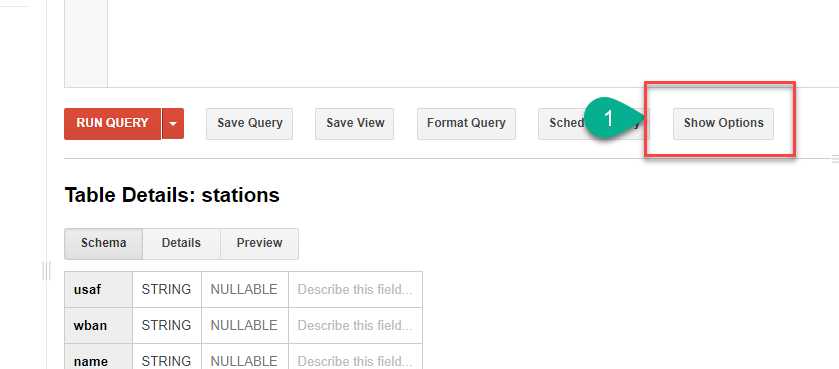 RUN QUERY Save Query Save View Format Query Sched 1 y Show Options
Table Details: stations
Schema Details Preview
usaf STRING NULLABLE Describe this field...
wban STRING NULLABLE Describe this field...
name STRING NULLABLE Describe this field...